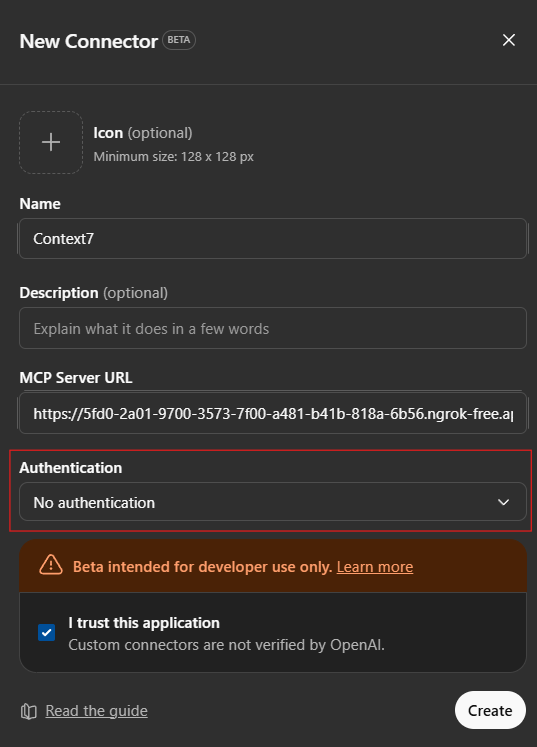 New Connector BETA
Icon (optional)
Minimum size: 128 x 128 px
Name
Context7
Description (optional)
Explain what it does in a few words
MCP Server URL
https://5fd0-2a01-9700-3573-7f00-a481-b41b-818a-6b56.ngrok-free.ap
Authentication
No authentication
Beta intended for developer use only. Learn more
I trust this application
Custom connectors are not verified by OpenAI.
Read the guide
Create